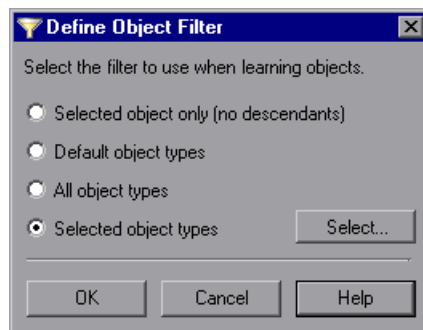 Define Object Filter
Select the filter to use when learning objects.
Selected object only (no descendants)
Default object types
All object types
Selected object types
Select...
OK
Cancel
Help